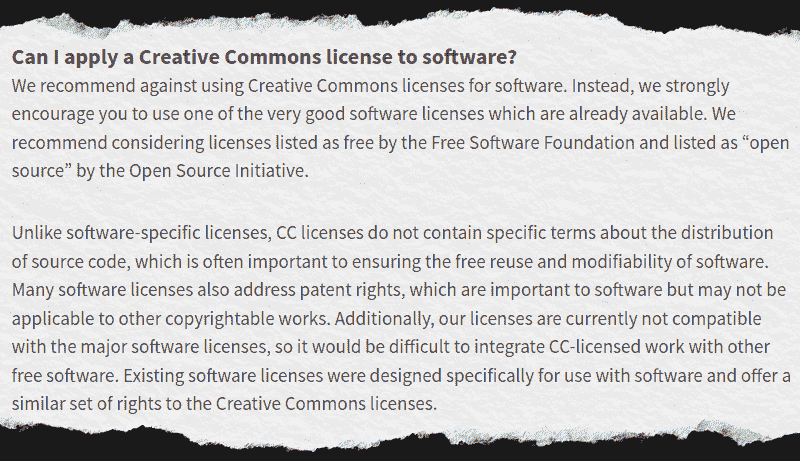 Can I apply a Creative Commons license to software?
We recommend against using Creative Commons licenses for software. Instead, we strongly
encourage you to use one of the very good software licenses which are already available. We
recommend considering licenses listed as free by the Free Software Foundation and listed as “open
source” by the Open Source Initiative.
Unlike software-specific licenses, CC licenses do not contain specific terms about the distribution
of source code, which is often important to ensuring the free reuse and modifiability of software.
Many software licenses also address patent rights, which are important to software but may not be
applicable to other copyrightable works. Additionally, our licenses are currently not compatible
with the major software licenses, so it would be difficult to integrate CC-licensed work with other
free software. Existing software licenses were designed specifically for use with software and offer a
similar set of rights to the Creative Commons licenses.